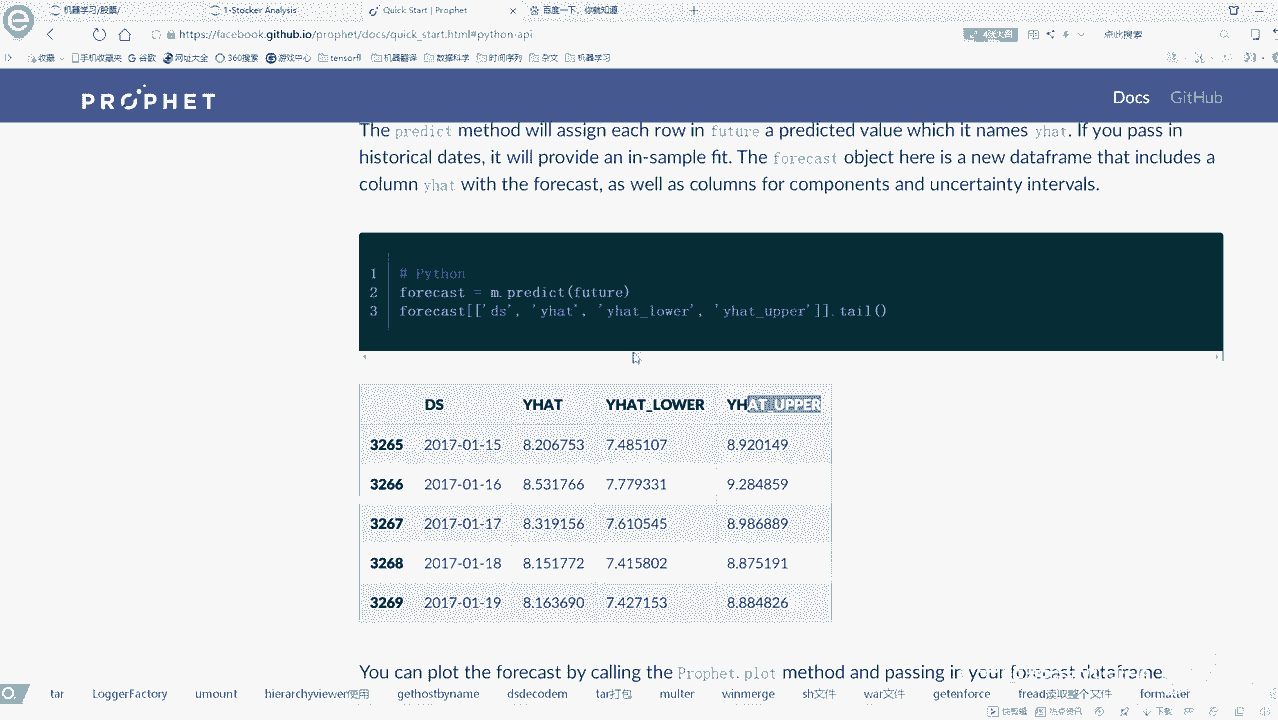 机器学习/股票/ 1-Stocker Analysis Quick Start | Prophet 百度一下，你就知道
https://facebook.github.io/prophet/docs/quick_start.html#python-api 点此搜索
收藏 手机收藏夹 谷歌 网址大全 360搜索 游戏中心 tensorfl 机器翻译 数据科学 时间序列 杂文 机器学习
PROPHET Docs GitHub
The predict method will assign each row in future a predicted value which it names yhat. If you pass in
historical dates, it will provide an in-sample fit. The forecast object here is a new dataframe that includes a
column yhat with the forecast, as well as columns for components and uncertainty intervals.
1 # Python
2 forecast = m.predict(future)
3 forecast[['ds', 'yhat', 'yhat_lower', 'yhat_upper']].tail()
DS YHAT YHAT_LOWER YHAT_UPPER
3265 2017-01-15 8.206753 7.485107 8.920149
3266 2017-01-16 8.531766 7.779331 9.284859
3267 2017-01-17 8.319156 7.610545 8.986889
3268 2017-01-18 8.151772 7.415802 8.875191
3269 2017-01-19 8.163690 7.427153 8.884826
You can plot the forecast by calling the Prophet.plot method and passing in your forecast dataframe
tar LoggerFactory umount hierarchyviewer使用 gethostbyname dsdecodem tar打包 multer winmerge sh文件 war文件 getenforce fread读取整个文件 formatter
快剪辑 热点资讯 下载